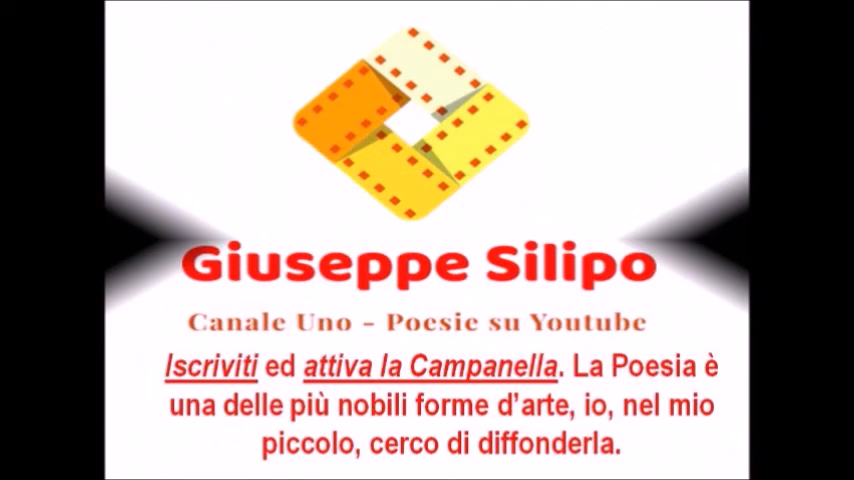 Giuseppe Silipo
Canale Uno - Poesie su Youtube
Iscriviti ed attiva la Campanella. La Poesia è
una delle più nobili forme d'arte, io, nel mio
piccolo, cerco di diffonderla.